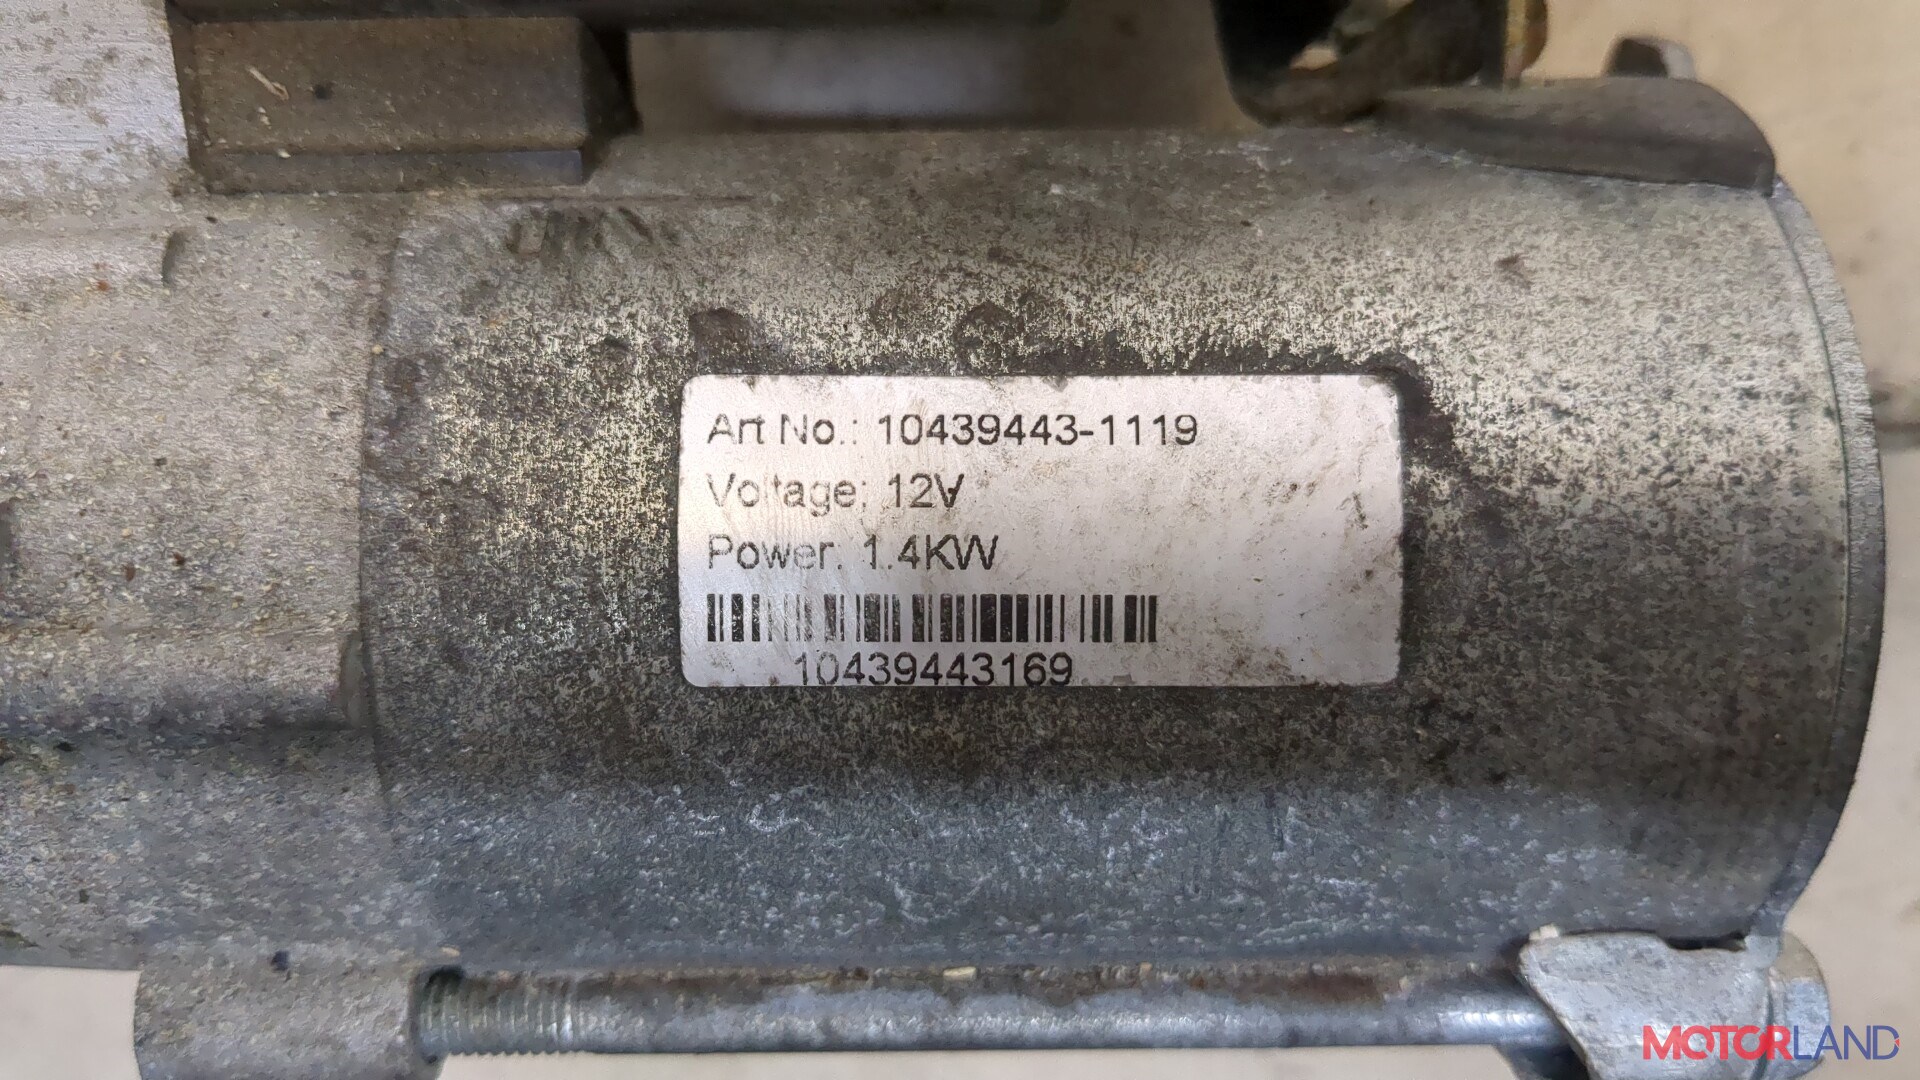 Art No.: 10439443-1119
Voltage: 12V
Power: 1.4KW
10439443169
MOTORLAND